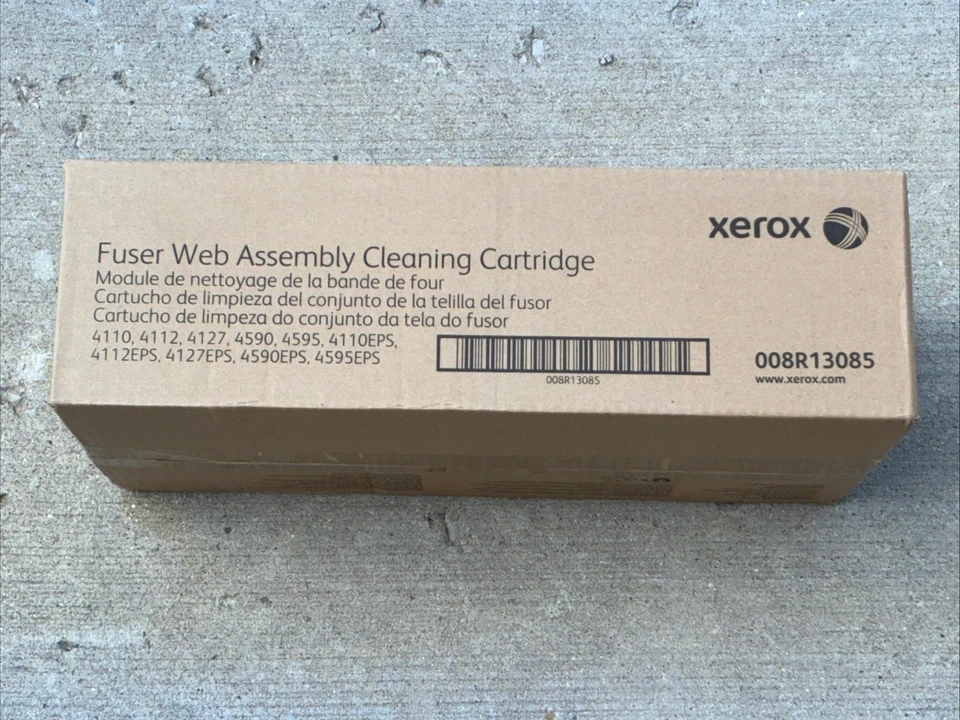 xerox
Fuser Web Assembly Cleaning Cartridge
Module de nettoyage de la bande de four
Cartucho de limpieza del conjunto de la telilla del fusor
Cartucho de limpeza do conjunto da tela do fusor
4110, 4112, 4127, 4590, 4595, 4110EPS,
4112EPS, 4127EPS, 4590EPS, 4595EPS
008R13085
008R13085
www.xerox.com